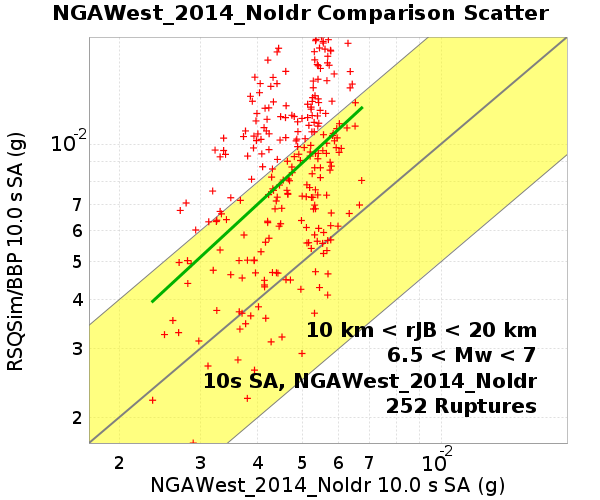 NGAWest_2014_NoIdr Comparison Scatter
RSQSim/BBP 10.0 s SA (g)
10⁻²
7
6
5
4
3
2
10 km < rJB < 20 km
6.5 < Mw < 7
10s SA, NGAWest_2014_NoIdr
252 Ruptures
2 3 4 5 6 7 10⁻²
NGAWest_2014_NoIdr 10.0 s SA (g)